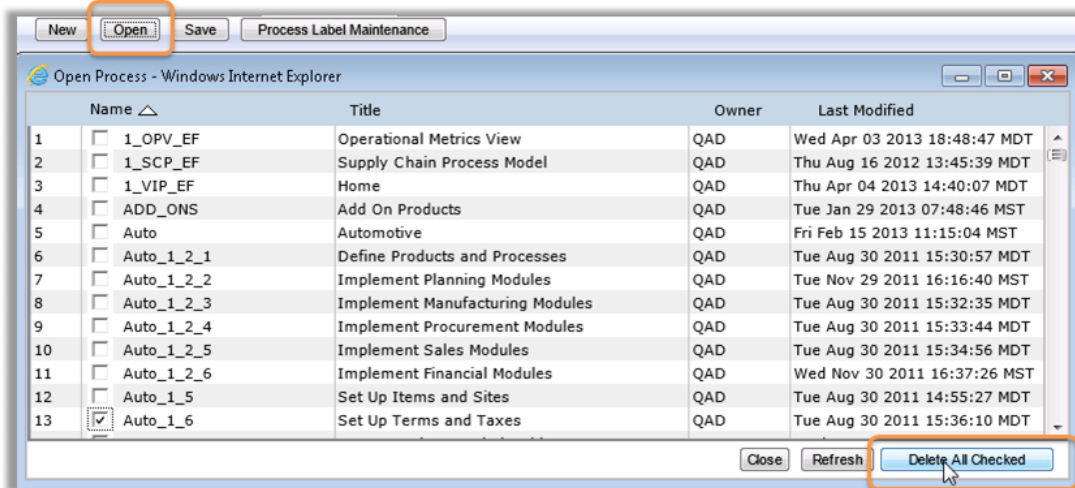 New Open Save Process Label Maintenance
Open Process - Windows Internet Explorer
Name Title Owner Last Modified
1 1_OPV_EF Operational Metrics View QAD Wed Apr 03 2013 18:48:47 MDT
2 1_SCP_EF Supply Chain Process Model QAD Thu Aug 16 2012 13:45:39 MDT
3 1_VIP_EF Home QAD Thu Apr 04 2013 14:40:07 MDT
4 ADD_ONS Add On Products QAD Tue Jan 29 2013 07:48:46 MST
5 Auto Automotive QAD Fri Feb 15 2013 11:15:04 MST
6 Auto_1_2_1 Define Products and Processes QAD Tue Aug 30 2011 15:30:57 MDT
7 Auto_1_2_2 Implement Planning Modules QAD Tue Nov 29 2011 16:16:40 MST
8 Auto_1_2_3 Implement Manufacturing Modules QAD Tue Aug 30 2011 15:32:35 MDT
9 Auto_1_2_4 Implement Procurement Modules QAD Tue Aug 30 2011 15:33:44 MDT
10 Auto_1_2_5 Implement Sales Modules QAD Tue Aug 30 2011 15:34:56 MDT
11 Auto_1_2_6 Implement Financial Modules QAD Wed Nov 30 2011 16:37:26 MST
12 Auto_1_5 Set Up Items and Sites QAD Tue Aug 30 2011 14:55:27 MDT
13 Auto_1_6 Set Up Terms and Taxes QAD Tue Aug 30 2011 15:36:10 MDT
Close Refresh Delete All Checked